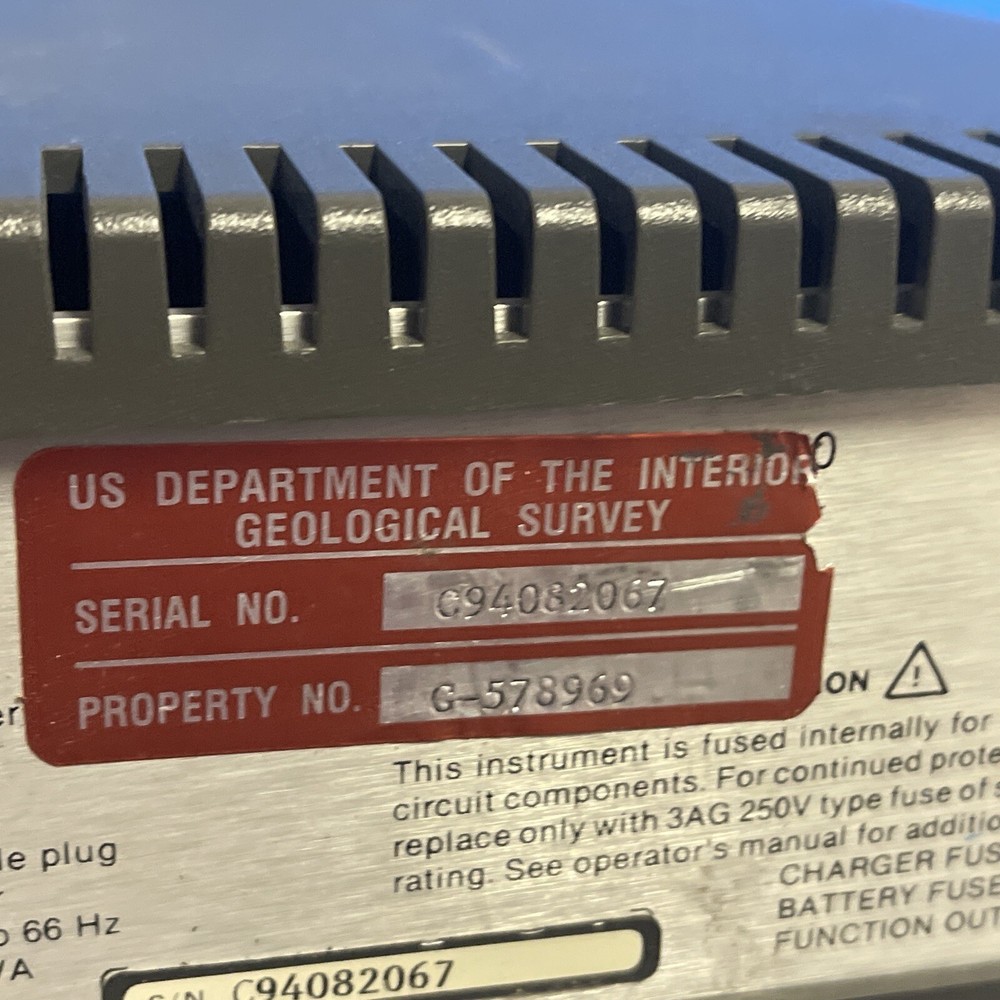 US DEPARTMENT OF THE INTERIOR
GEOLOGICAL SURVEY
SERIAL NO. C94082067
PROPERTY NO. G-578969
ON
This instrument is fused internally for
circuit components. For continued prote
replace only with 3AG 250V type fuse of s
rating. See operator's manual for additio
CHARGER FUS
BATTERY FUSE
FUNCTION OUT
er
le plug
66 Hz
/A
S/N C94082067